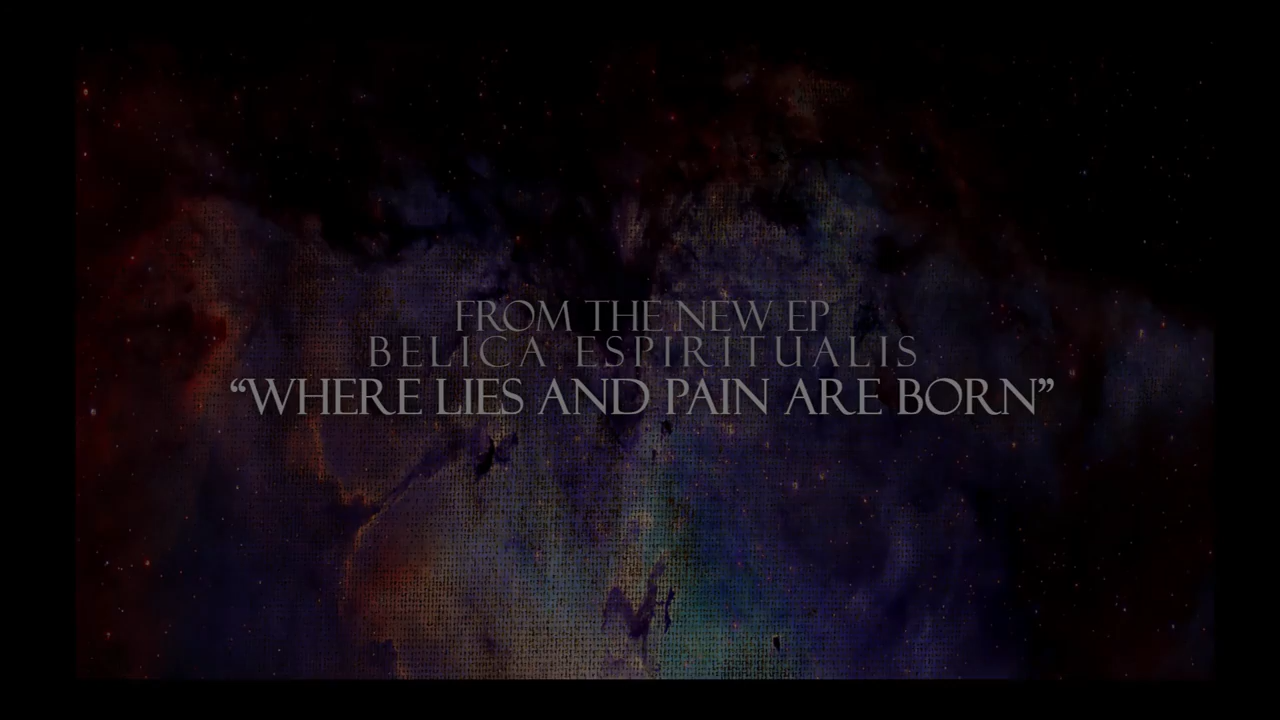 FROM THE NEW EP
BELICA ESPIRITUALIS
“WHERE LIES AND PAIN ARE BORN”